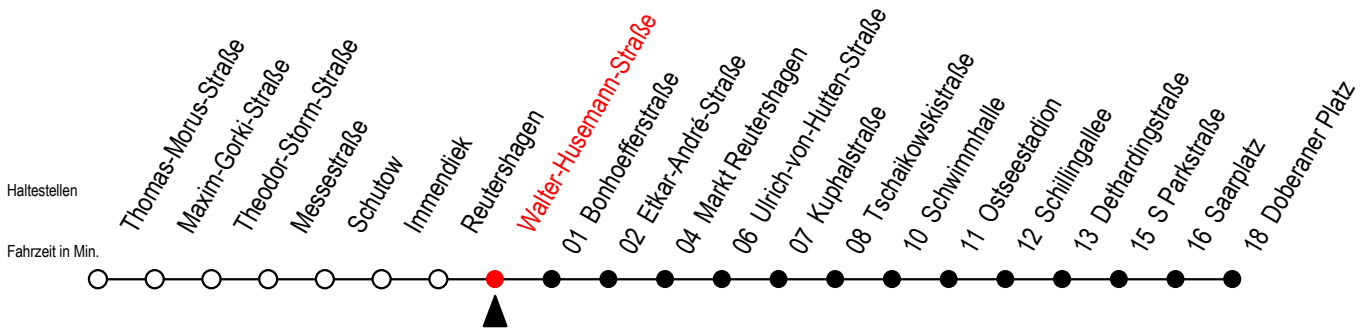 Haltestellen
Fahrzeit in Min.
Thomas-Morus-Straße
Maxim-Gorki-Straße
Theodor-Storm-Straße
Messestraße
Schutow
Immendiek
Reutershagen
Walter-Husemann-Straße
01 Bonhoefferstraße
02 Etkar-André-Straße
04 Markt Reutershagen
06 Ulrich-von-Hutten-Straße
07 Kuphalstraße
08 Tschaikowskistraße
10 Schwimmhalle
11 Ostseestadion
12 Schillingallee
13 Dethardingstraße
15 S Parkstraße
16 Saarplatz
18 Doberaner Platz